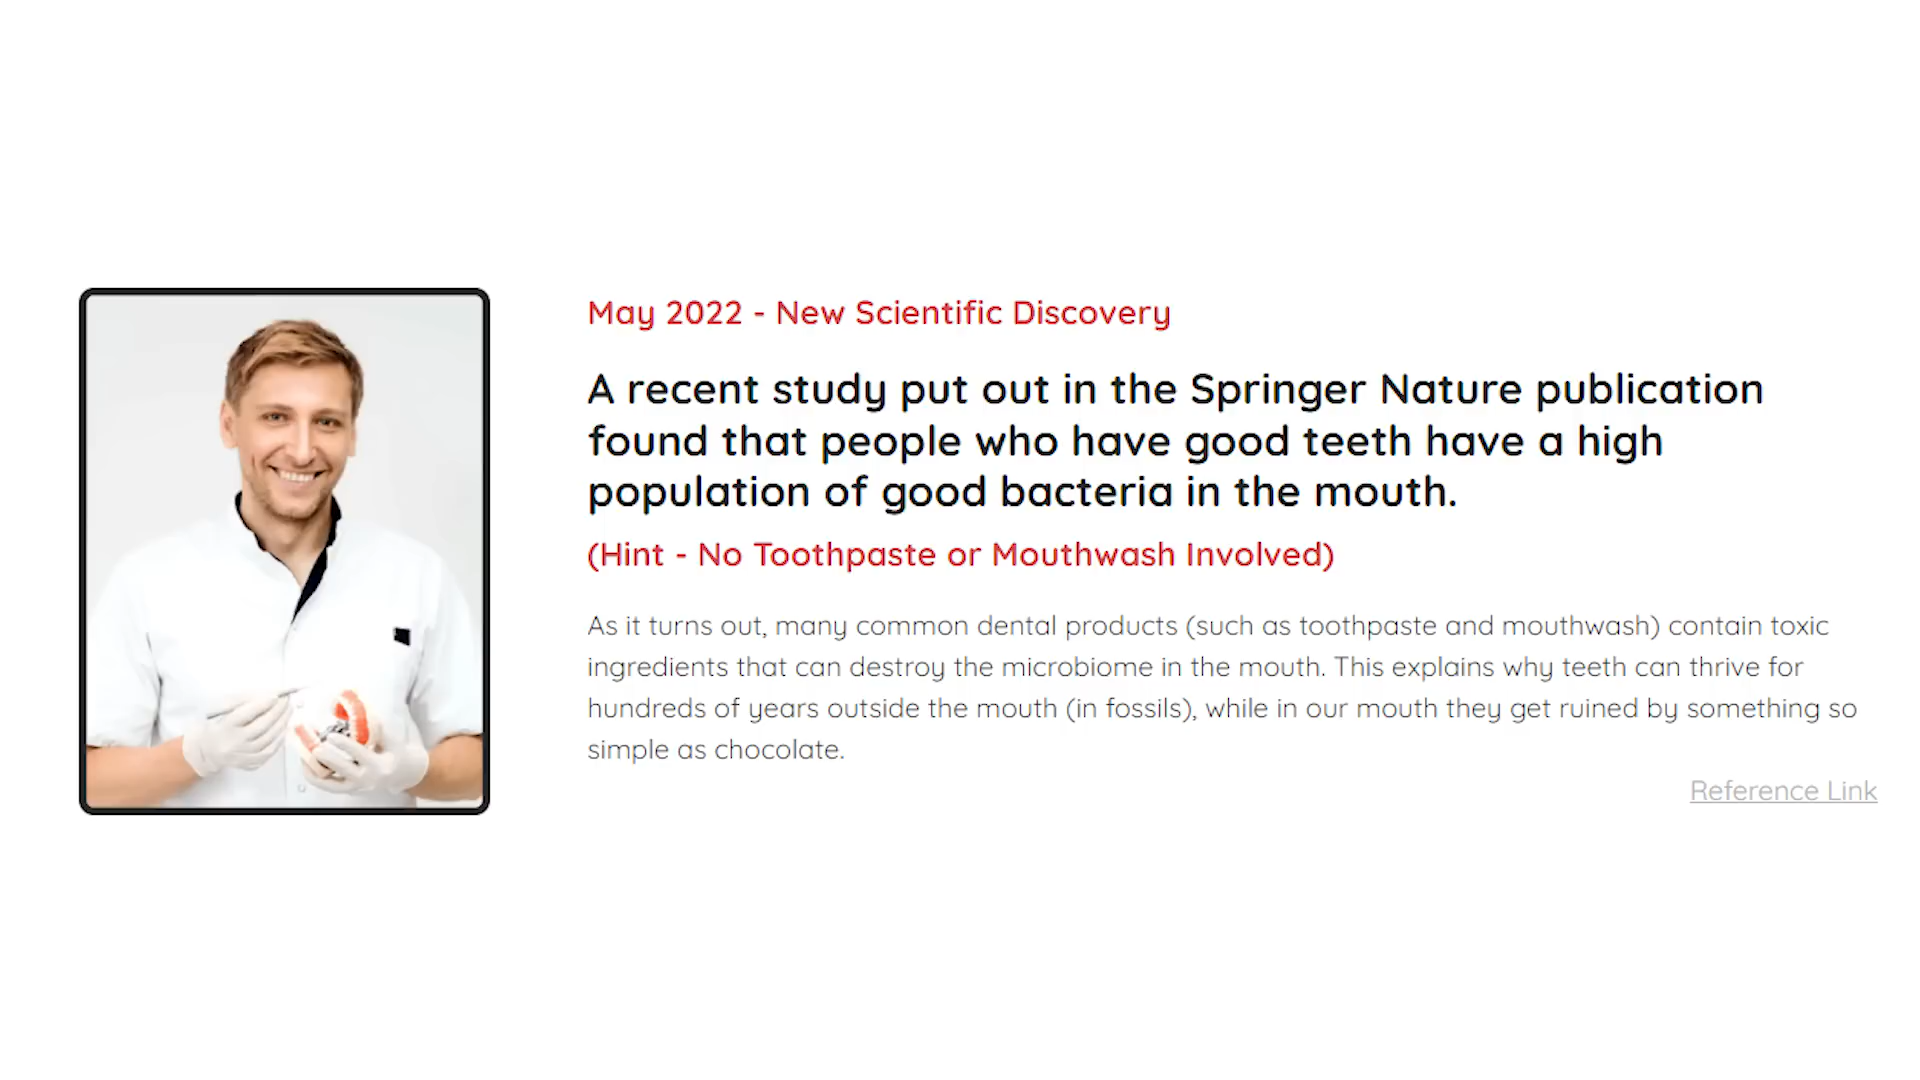 May 2022 - New Scientific Discovery
A recent study put out in the Springer Nature publication
found that people who have good teeth have a high
population of good bacteria in the mouth.
(Hint - No Toothpaste or Mouthwash Involved)
As it turns out, many common dental products (such as toothpaste and mouthwash) contain toxic
ingredients that can destroy the microbiome in the mouth. This explains why teeth can thrive for
hundreds of years outside the mouth (in fossils), while in our mouth they get ruined by something so
simple as chocolate.
Reference Link